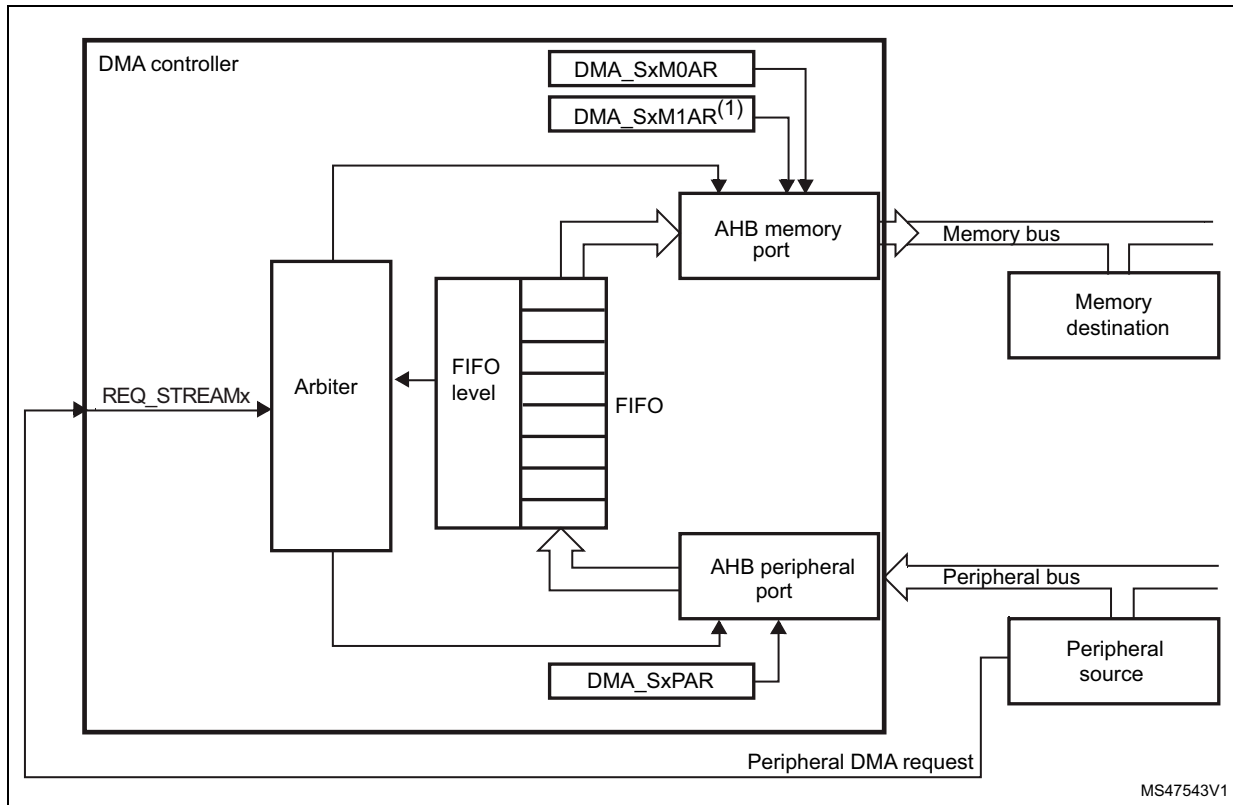 DMA controller
DMA_SxM0AR
DMA_SxM1AR(1)
AHB memory
port
Memory bus
Memory
destination
Arbiter
FIFO
level
FIFO
REQ_STREAMx
AHB peripheral
port
Peripheral bus
DMA_SxPAR
Peripheral
source
Peripheral DMA request
MS47543V1